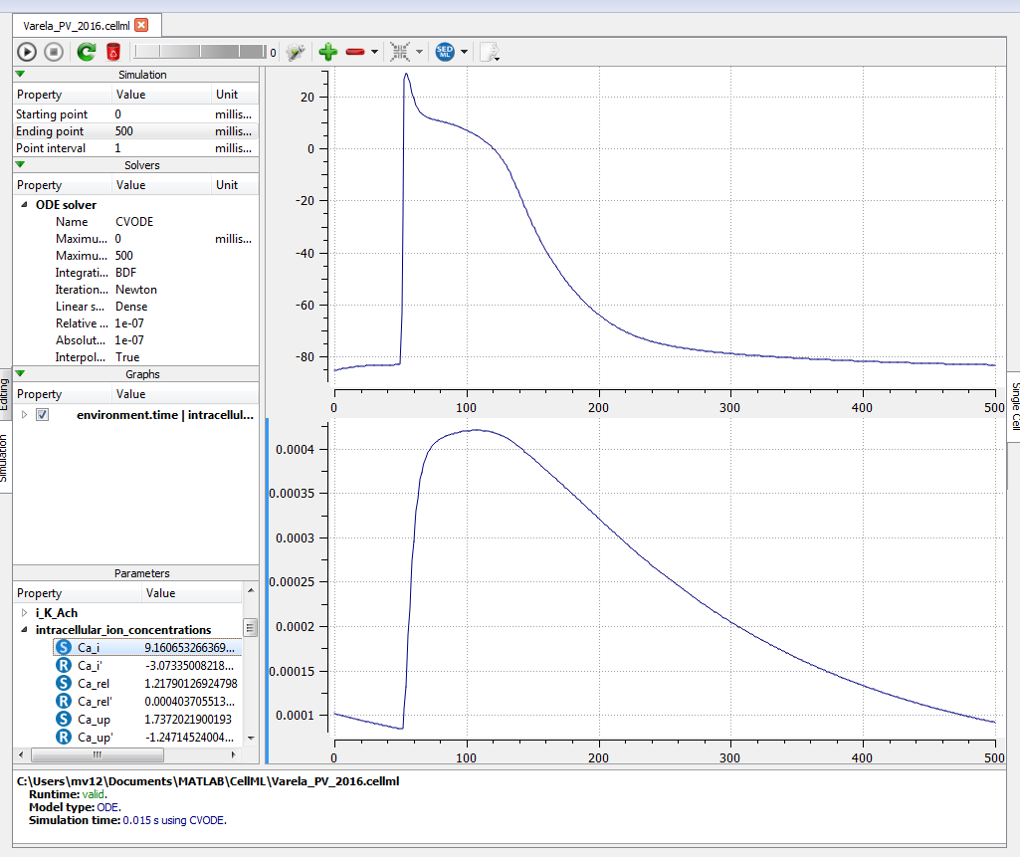 Varela_PV_2016.cellml
0
SED ML
Simulation
Property Value Unit
Starting point 0 millis...
Ending point 500 millis...
Point interval 1 millis...
Solvers
Property Value Unit
ODE solver
Name CVODE
Maximu... 0 millis...
Maximu... 500
Integrati... BDF
Iteration... Newton
Linear s... Dense
Relative ... 1e-07
Absolut... 1e-07
Interpol... True
Graphs
Property Value
environment.time | intracellul...
Parameters
Property Value
i_K_Ach
intracellular_ion_concentrations
S Ca_i 9.160653266369...
R Ca_i' -3.07335008218...
S Ca_rel 1.21790126924798
R Ca_rel' 0.000403705513...
S Ca_up 1.7372021900193
R Ca_up' -1.24714524004...
Editing
Simulation
20
0
-20
-40
-60
-80
0 100 200 300 400 500
0.0004
0.00035
0.0003
0.00025
0.0002
0.00015
0.0001
0 100 200 300 400 500
Single Cell
C:\Users\mv12\Documents\MATLAB\CellML\Varela_PV_2016.cellml
Runtime: valid.
Model type: ODE.
Simulation time: 0.015 s using CVODE.